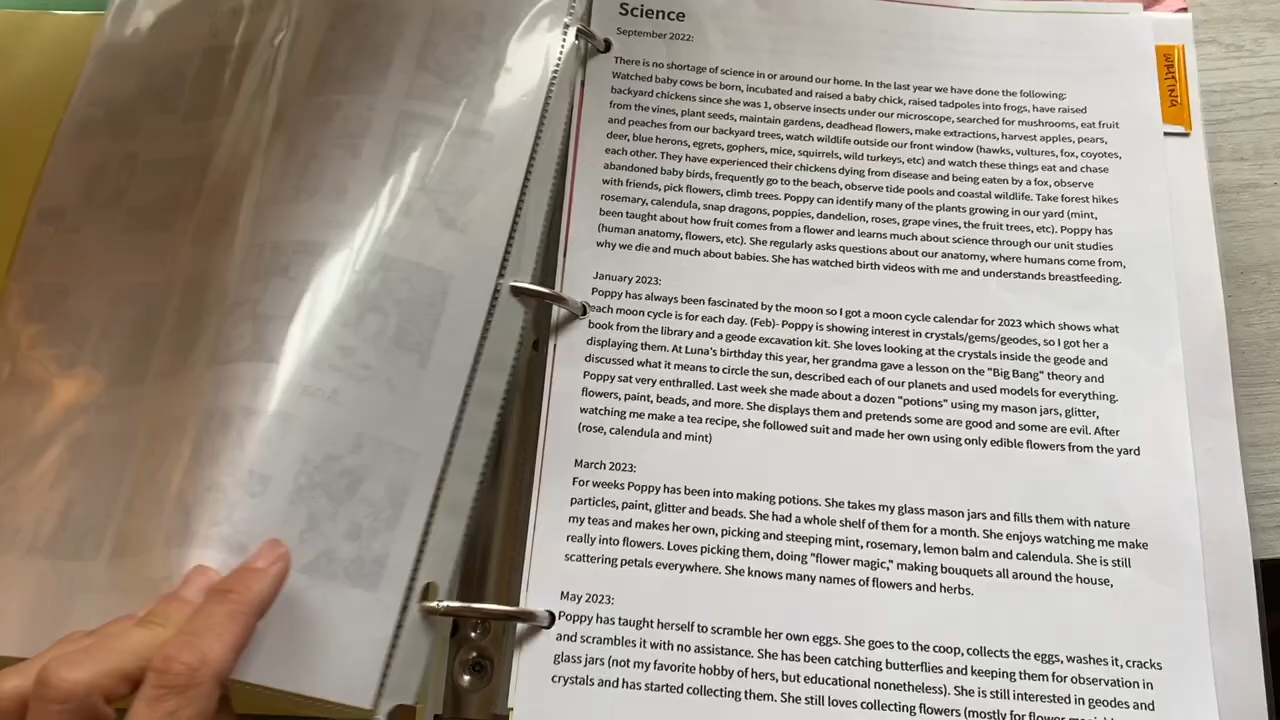 Science
September 2022:
There is no shortage of science in or around our home. In the last year we have done the following:
Watched baby cows be born, incubated and raised a baby chick, raised tadpoles into frogs, have raised
backyard chickens since she was 1, observe insects under our microscope, searched for mushrooms, eat fruit
from the vines, plant seeds, maintain gardens, deadhead flowers, make extractions, harvest apples, pears,
and peaches from our backyard trees, watch wildlife outside our front window (hawks, vultures, fox, coyotes,
deer, blue herons, egrets, gophers, mice, squirrels, wild turkeys, etc) and watch these things eat and chase
each other. They have experienced their chickens dying from disease and being eaten by a fox, observe
abandoned baby birds, frequently go to the beach, observe tide pools and coastal wildlife. Take forest hikes
with friends, pick flowers, climb trees. Poppy can identify many of the plants growing in our yard (mint,
rosemary, calendula, snap dragons, poppies, dandelion, roses, grape vines, the fruit trees, etc). Poppy has
been taught about how fruit comes from a flower and learns much about science through our unit studies
(human anatomy, flowers, etc). She regularly asks questions about our anatomy, where humans come from,
why we die and much about babies. She has watched birth videos with me and understands breastfeeding.
January 2023:
Poppy has always been fascinated by the moon so I got a moon cycle calendar for 2023 which shows what
each moon cycle is for each day. (Feb)- Poppy is showing interest in crystals/gems/geodes, so I got her a
book from the library and a geode excavation kit. She loves looking at the crystals inside the geode and
displaying them. At Luna's birthday this year, her grandma gave a lesson on the "Big Bang" theory and
discussed what it means to circle the sun, described each of our planets and used models for everything.
Poppy sat very enthralled. Last week she made about a dozen "potions" using my mason jars, glitter,
flowers, paint, beads, and more. She displays them and pretends some are good and some are evil. After
watching me make a tea recipe, she followed suit and made her own using only edible flowers from the yard
(rose, calendula and mint)
March 2023:
For weeks Poppy has been into making potions. She takes my glass mason jars and fills them with nature
particles, paint, glitter and beads. She had a whole shelf of them for a month. She enjoys watching me make
my teas and makes her own, picking and steeping mint, rosemary, lemon balm and calendula. She is still
really into flowers. Loves picking them, doing "flower magic," making bouquets all around the house,
scattering petals everywhere. She knows many names of flowers and herbs.
May 2023:
Poppy has taught herself to scramble her own eggs. She goes to the coop, collects the eggs, washes it, cracks
and scrambles it with no assistance. She has been catching butterflies and keeping them for observation in
glass jars (not my favorite hobby of hers, but educational nonetheless). She is still interested in geodes and
crystals and has started collecting them. She still loves collecting flowers (mostly for flower
WRITING